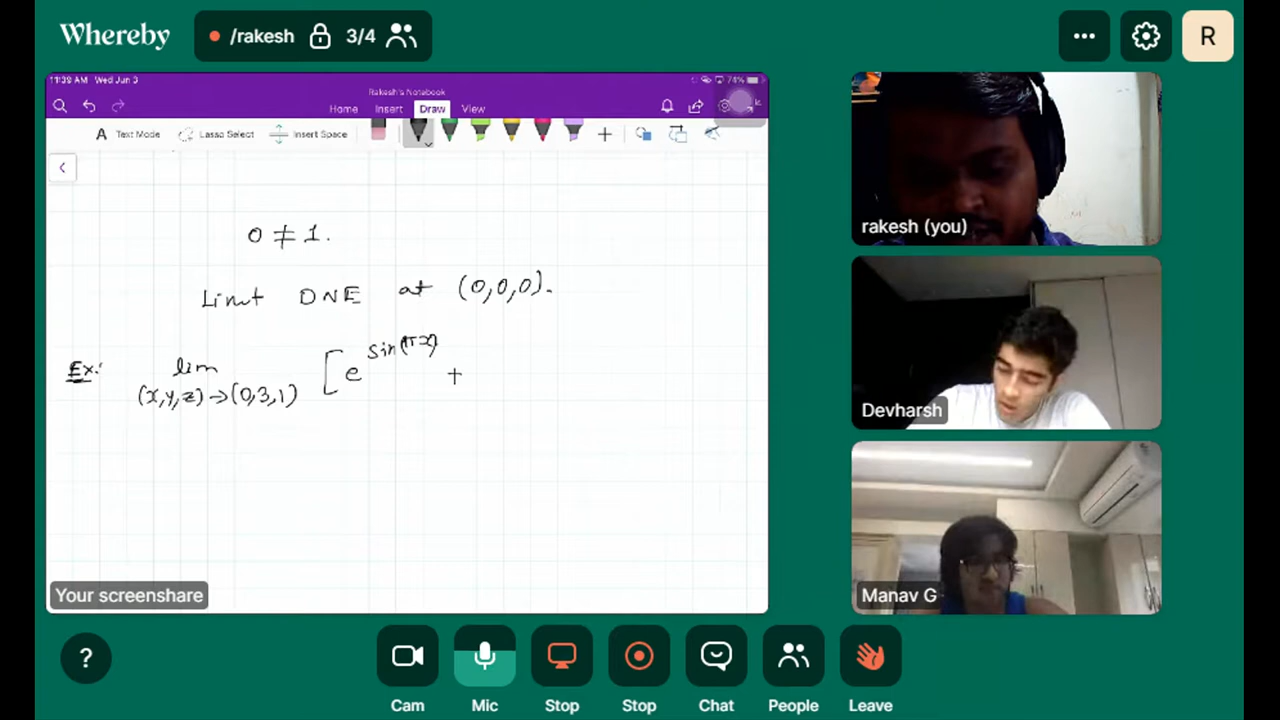 Whereby
/rakesh 3/4
R
11:39 AM Wed Jun 3
74%
Rakesh's Notebook
Home Insert Draw View
A Text Mode Lasso Select Insert Space
0 ≠ 1.
Limit DNE at (0,0,0).
Ex: lim [e^sin(πx) +
(x,y,z)→(0,3,1)
Your screenshare
rakesh (you)
Devharsh
Manav G
?
Cam Mic Stop Stop Chat People Leave